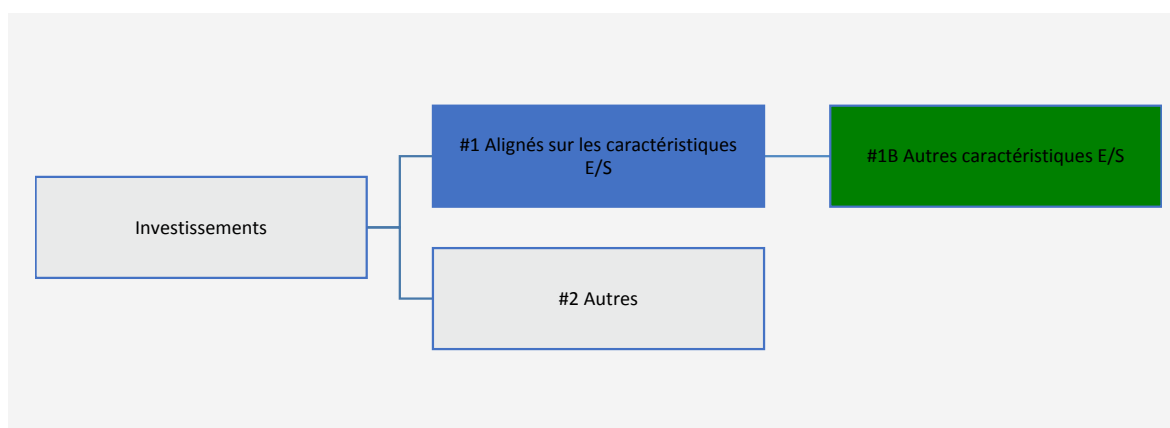 #1 Alignés sur les caractéristiques
E/S
#1B Autres caractéristiques E/S
Investissements
#2 Autres